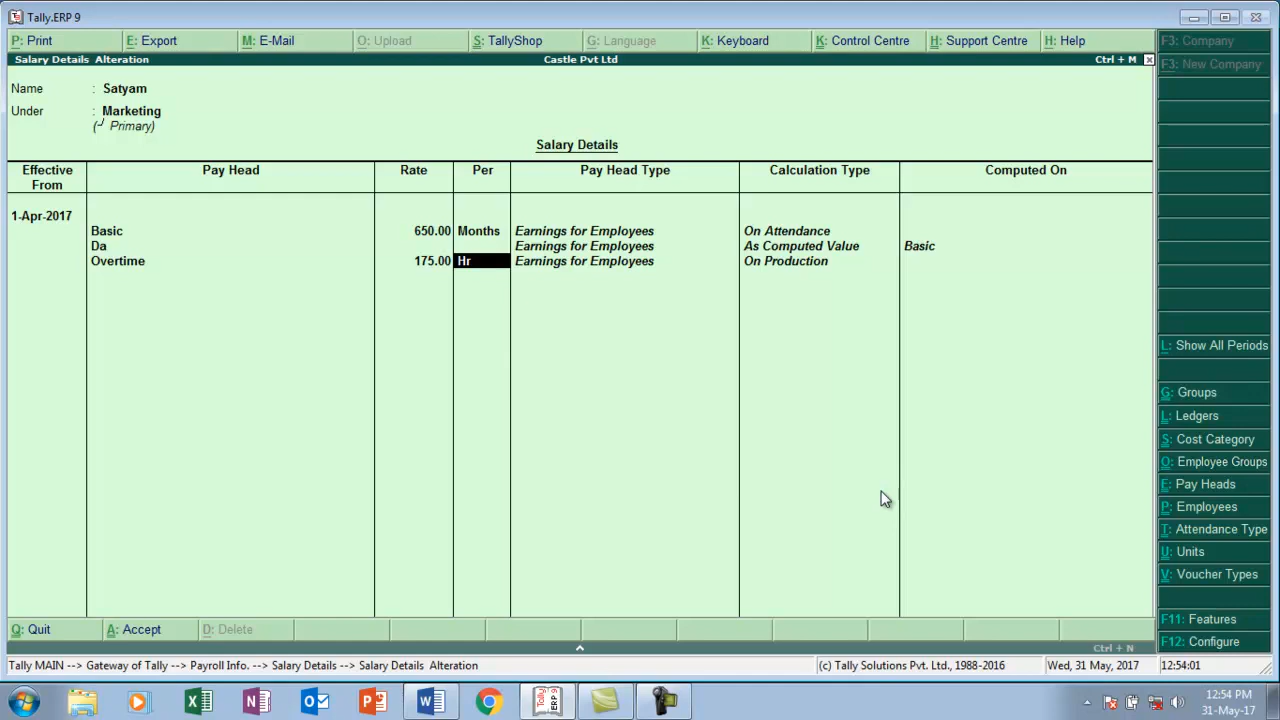 Tally.ERP 9
P: Print E: Export M: E-Mail O: Upload S: TallyShop G: Language K: Keyboard K: Control Centre H: Support Centre H: Help F3: Company
Salary Details Alteration Castle Pvt Ltd Ctrl + M F3: New Company
Name : Satyam
Under : Marketing
( Primary)
Salary Details
Effective From Pay Head Rate Per Pay Head Type Calculation Type Computed On
1-Apr-2017
Basic 650.00 Months Earnings for Employees On Attendance
Da Earnings for Employees As Computed Value Basic
Overtime 175.00 Hr Earnings for Employees On Production
L: Show All Periods
G: Groups
L: Ledgers
S: Cost Category
O: Employee Groups
E: Pay Heads
P: Employees
T: Attendance Type
U: Units
V: Voucher Types
F11: Features
F12: Configure
Q: Quit A: Accept D: Delete
Ctrl + N
Tally MAIN --> Gateway of Tally --> Payroll Info. --> Salary Details --> Salary Details Alteration (c) Tally Solutions Pvt. Ltd., 1988-2016 Wed, 31 May, 2017 12:54:01
Tally ERP 9
12:54 PM
31-May-17